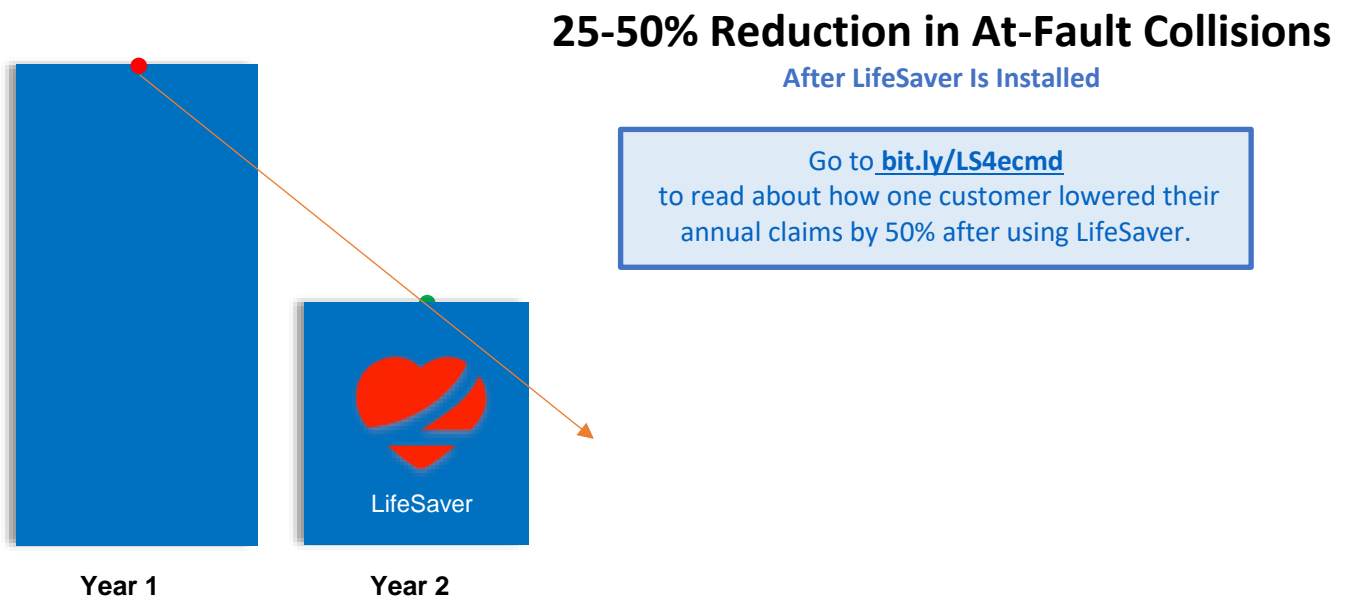 25-50% Reduction in At-Fault Collisions
After LifeSaver Is Installed
Go to bit.ly/LS4ecmd
to read about how one customer lowered their
annual claims by 50% after using LifeSaver.
LifeSaver
Year 1
Year 2